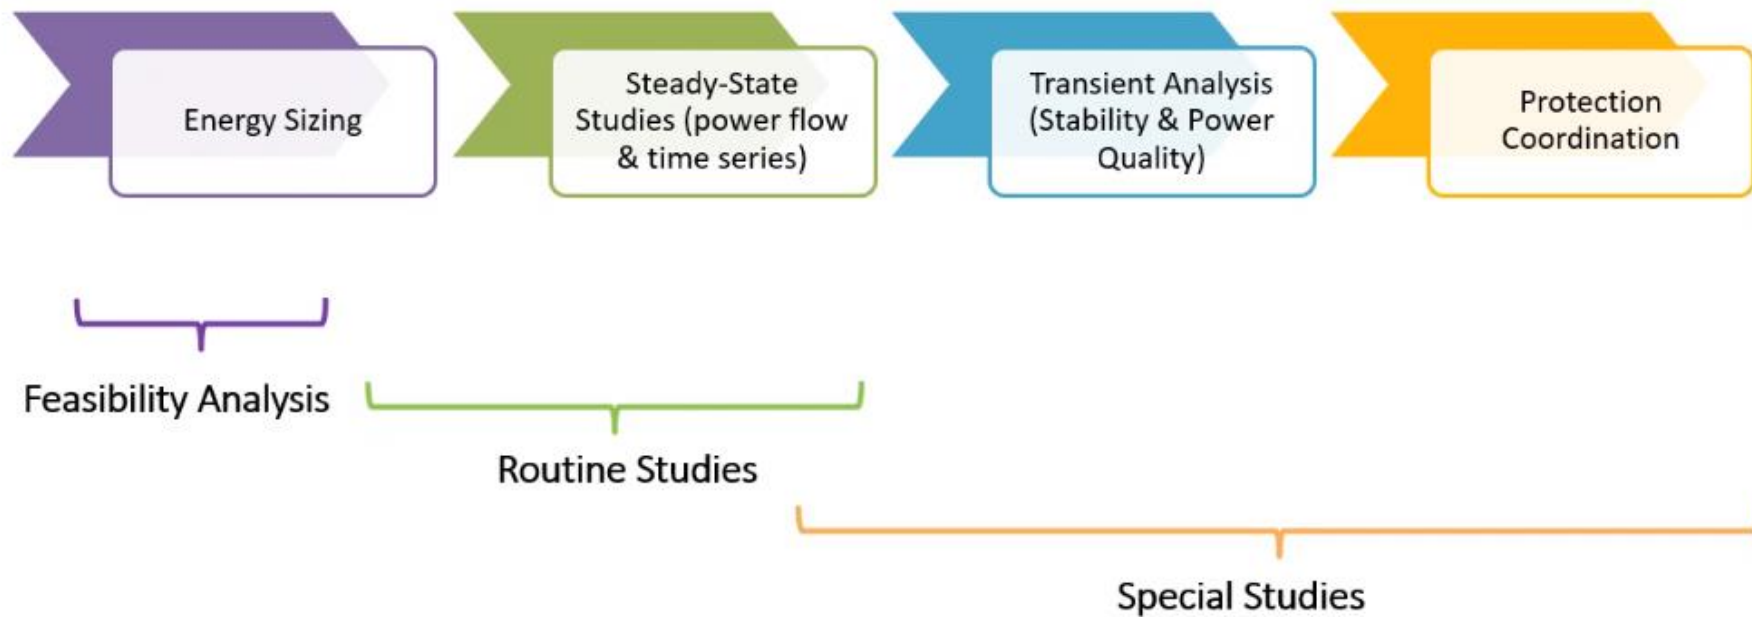 Energy Sizing
Steady-State
Studies (power flow
& time series)
Transient Analysis
(Stability & Power
Quality)
Protection
Coordination
Feasibility Analysis
Routine Studies
Special Studies